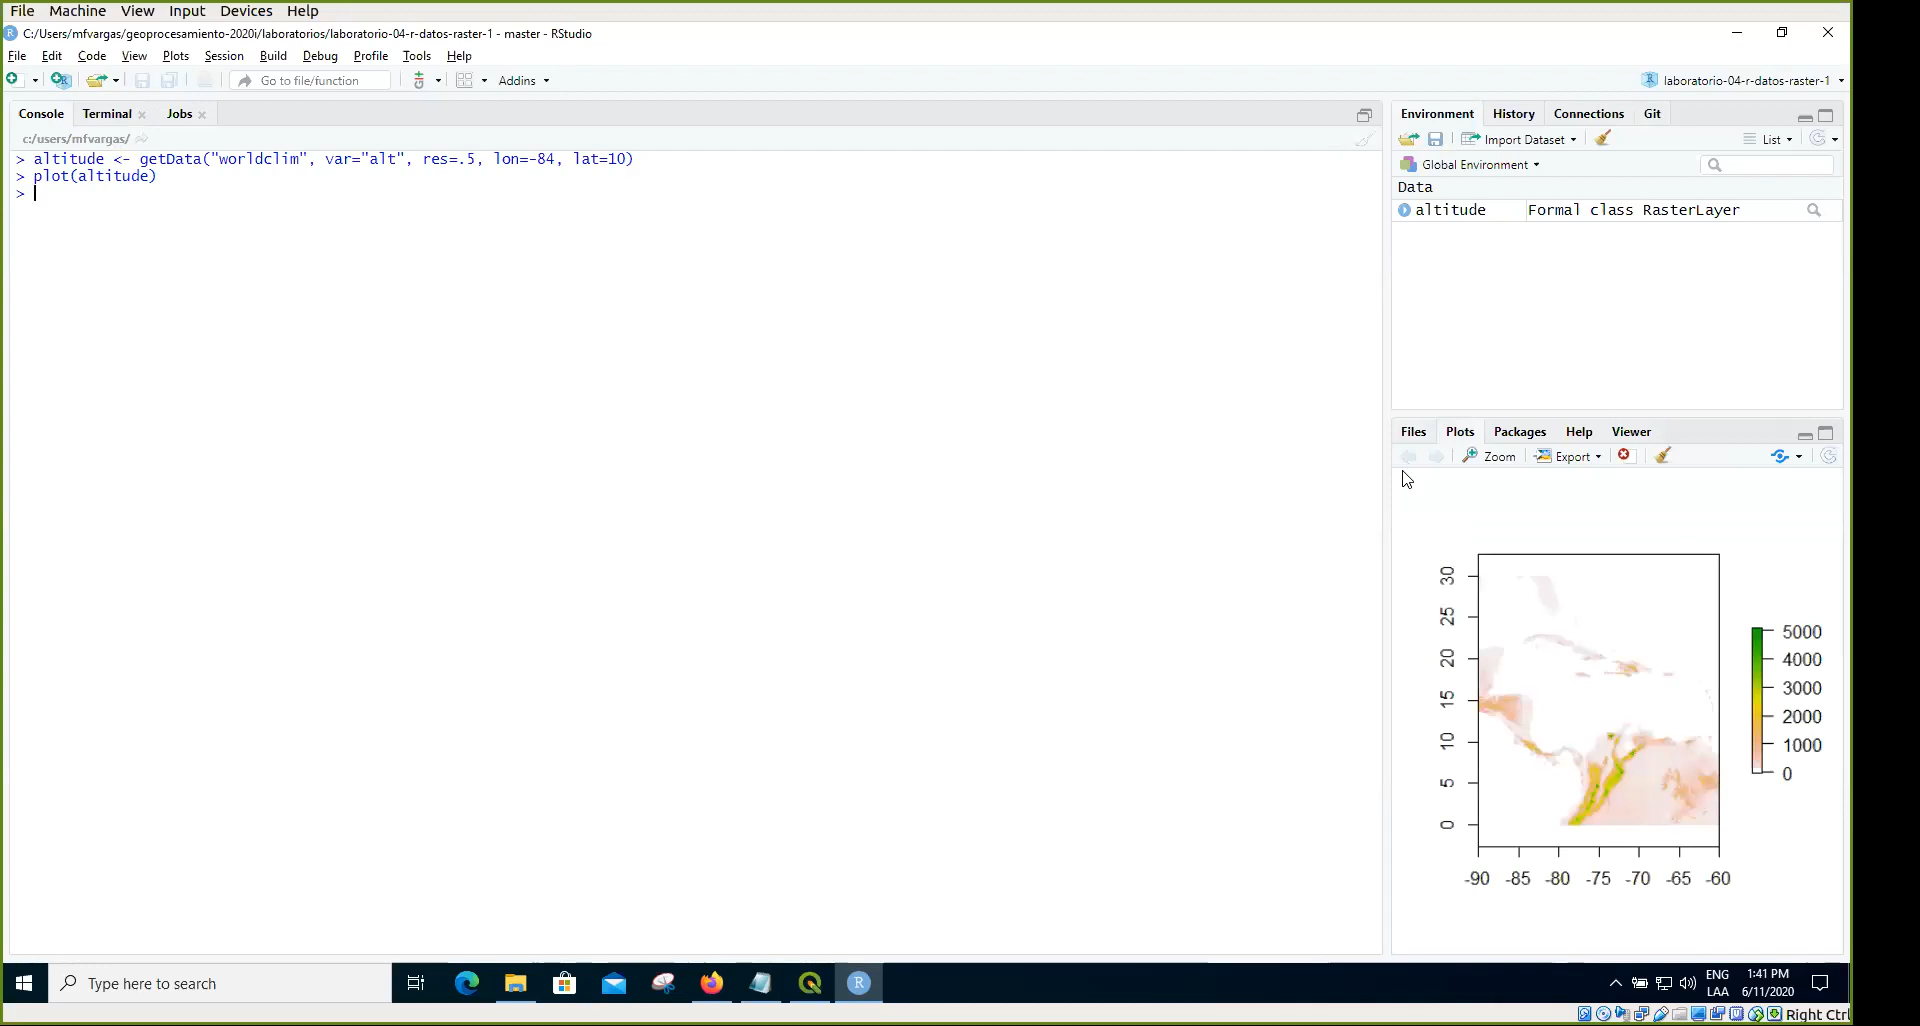 File Machine View Input Devices Help
C:/Users/mfvargas/geoprocesamiento-2020i/laboratorios/laboratorio-04-r-datos-raster-1 - master - RStudio
File Edit Code View Plots Session Build Debug Profile Tools Help
Go to file/function Addins laboratorio-04-r-datos-raster-1
Console Terminal Jobs
c:/users/mfvargas/
> altitude <- getData("worldclim", var="alt", res=.5, lon=-84, lat=10)
> plot(altitude)
>
Environment History Connections Git
Import Dataset List
Global Environment
Data
altitude Formal class RasterLayer
Files Plots Packages Help Viewer
Zoom Export
30
25
20
15
10
5
0
-90 -85 -80 -75 -70 -65 -60
5000
4000
3000
2000
1000
0
Type here to search
ENG
LAA
1:41 PM
6/11/2020
Right Ctrl